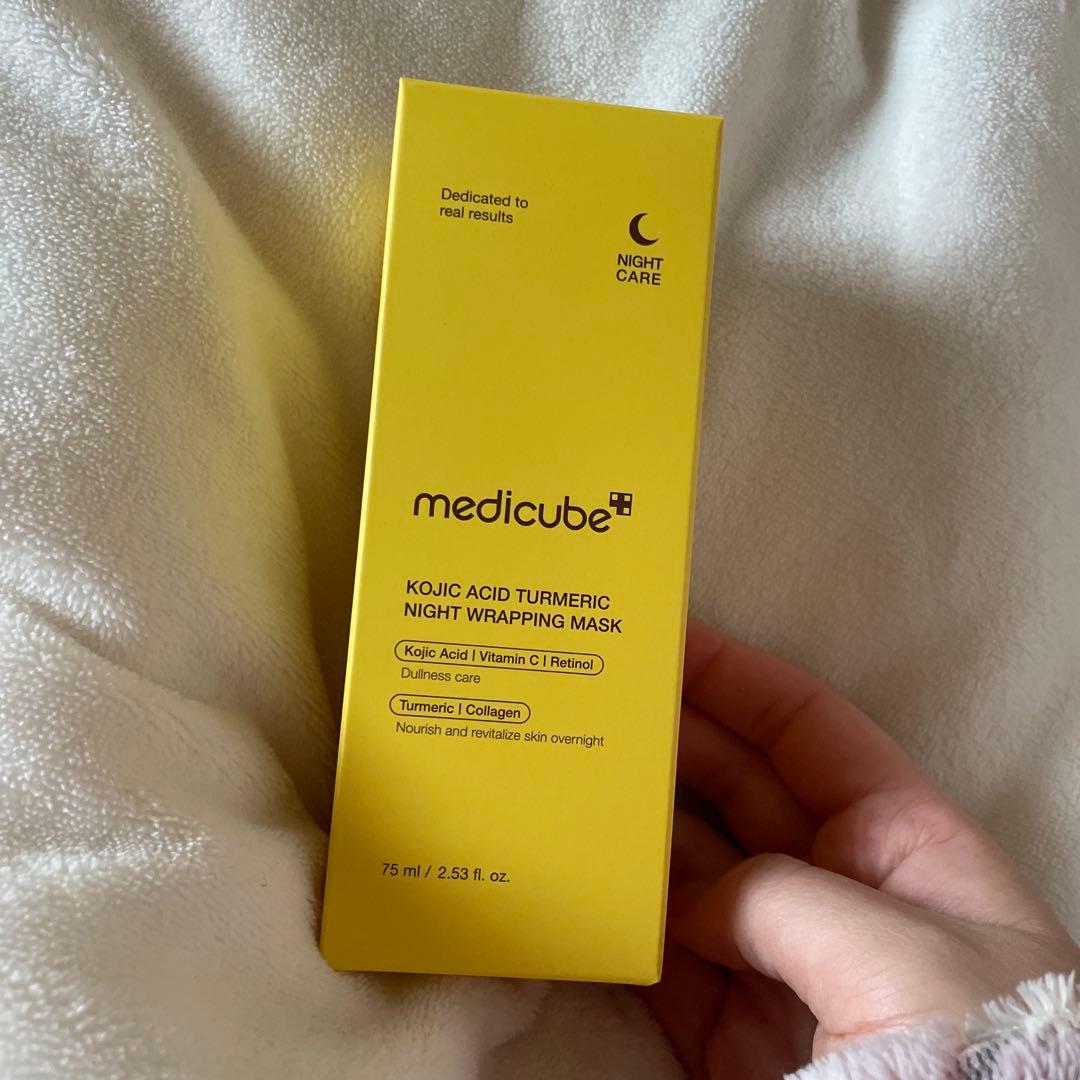 Dedicated to
real results
NIGHT
CARE
medicube
KOJIC ACID TURMERIC
NIGHT WRAPPING MASK
Kojic Acid | Vitamin C | Retinol
Dullness care
Turmeric | Collagen
Nourish and revitalize skin overnight
75 ml / 2.53 fl. oz.